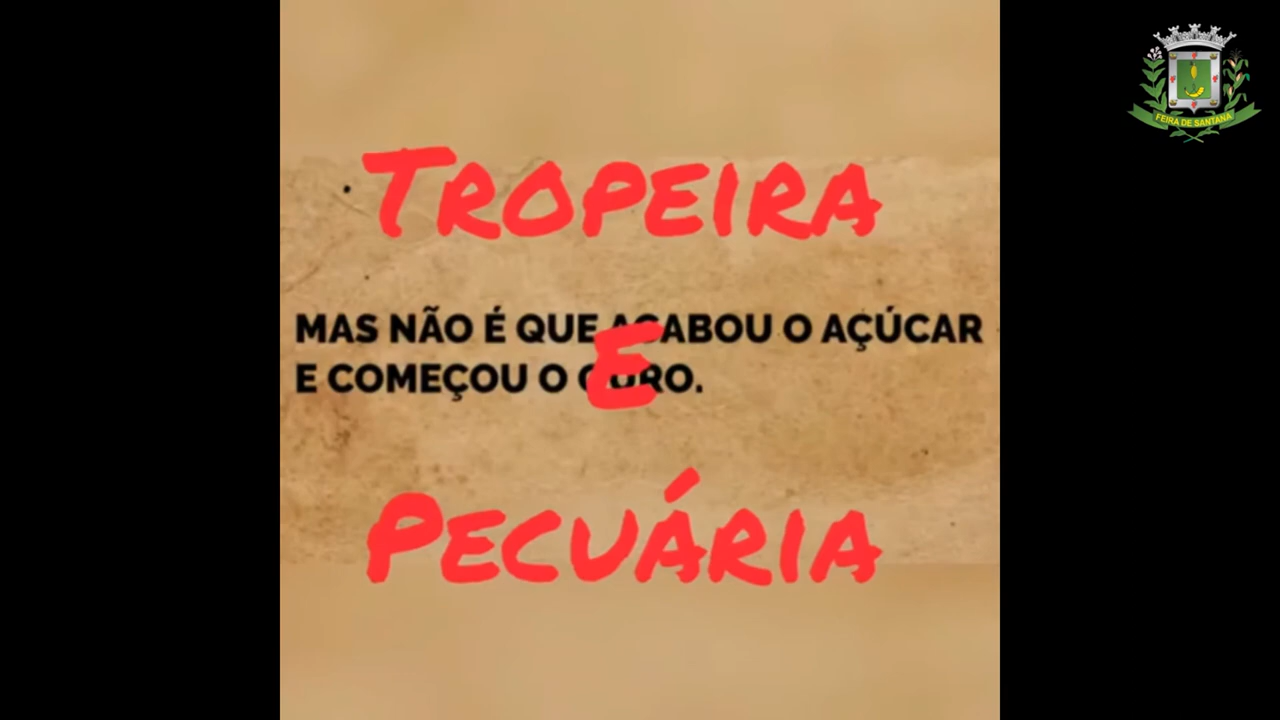 TROPEIRA
MAS NÃO É QUE ACABOU O AÇÚCAR
E
E COMEÇOU O OURO.
PECUÁRIA
FEIRA DE SANTANA